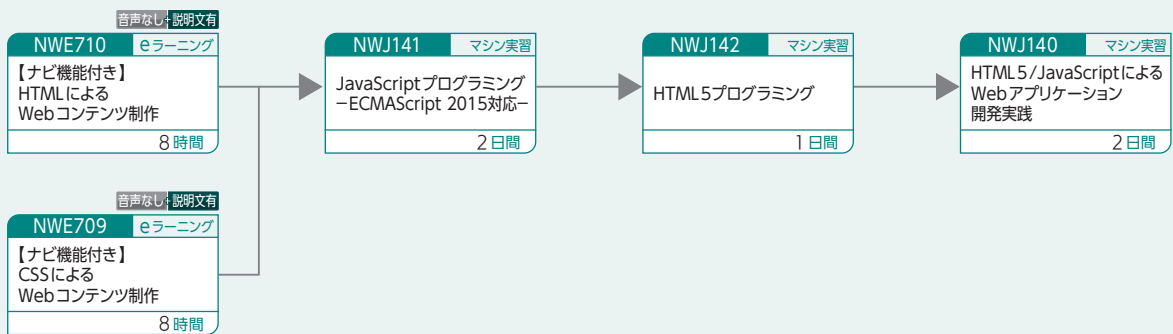 音声なし+説明文有
NWE710 eラーニング
【ナビ機能付き】
HTMLによる
Webコンテンツ制作
8時間
NWJ141 マシン実習
JavaScriptプログラミング
−ECMAScript 2015対応−
2日間
NWJ142 マシン実習
HTML5プログラミング
1日間
NWJ140 マシン実習
HTML5/JavaScriptによる
Webアプリケーション
開発実践
2日間
音声なし+説明文有
NWE709 eラーニング
【ナビ機能付き】
CSSによる
Webコンテンツ制作
8時間